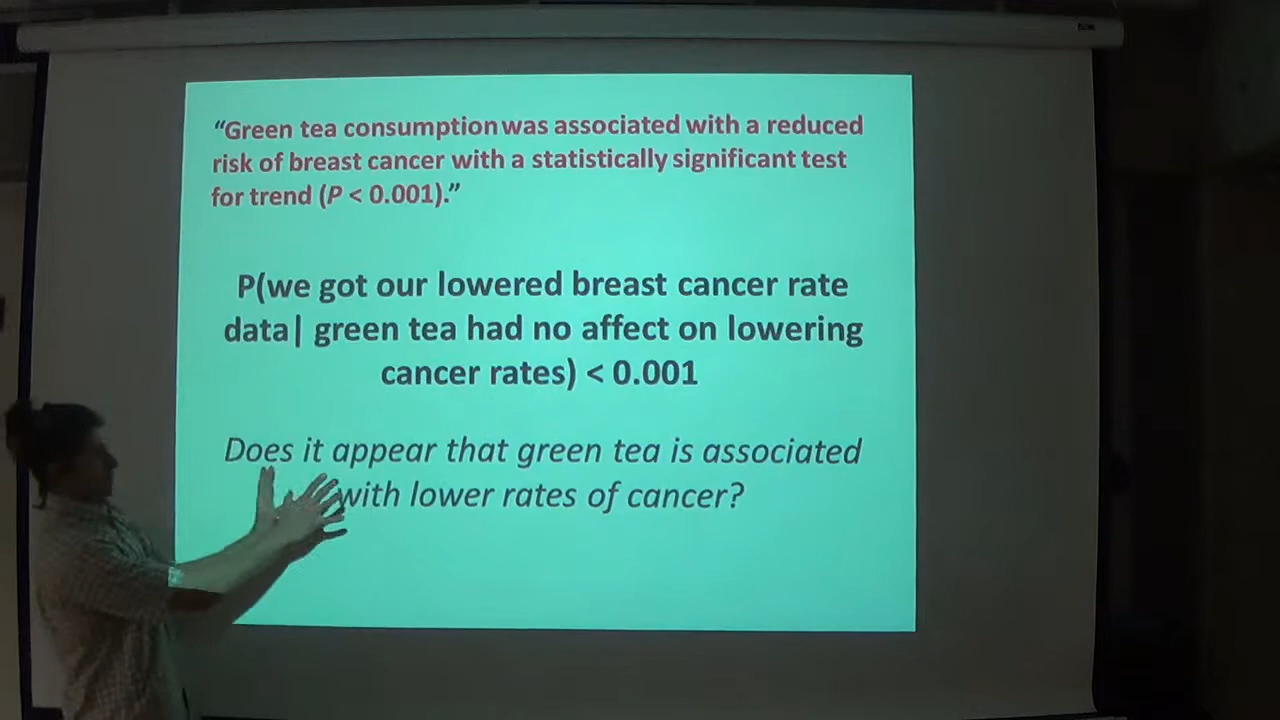 “Green tea consumption was associated with a reduced
risk of breast cancer with a statistically significant test
for trend (P < 0.001).”
P(we got our lowered breast cancer rate
data| green tea had no affect on lowering
cancer rates) < 0.001
Does it appear that green tea is associated
with lower rates of cancer?